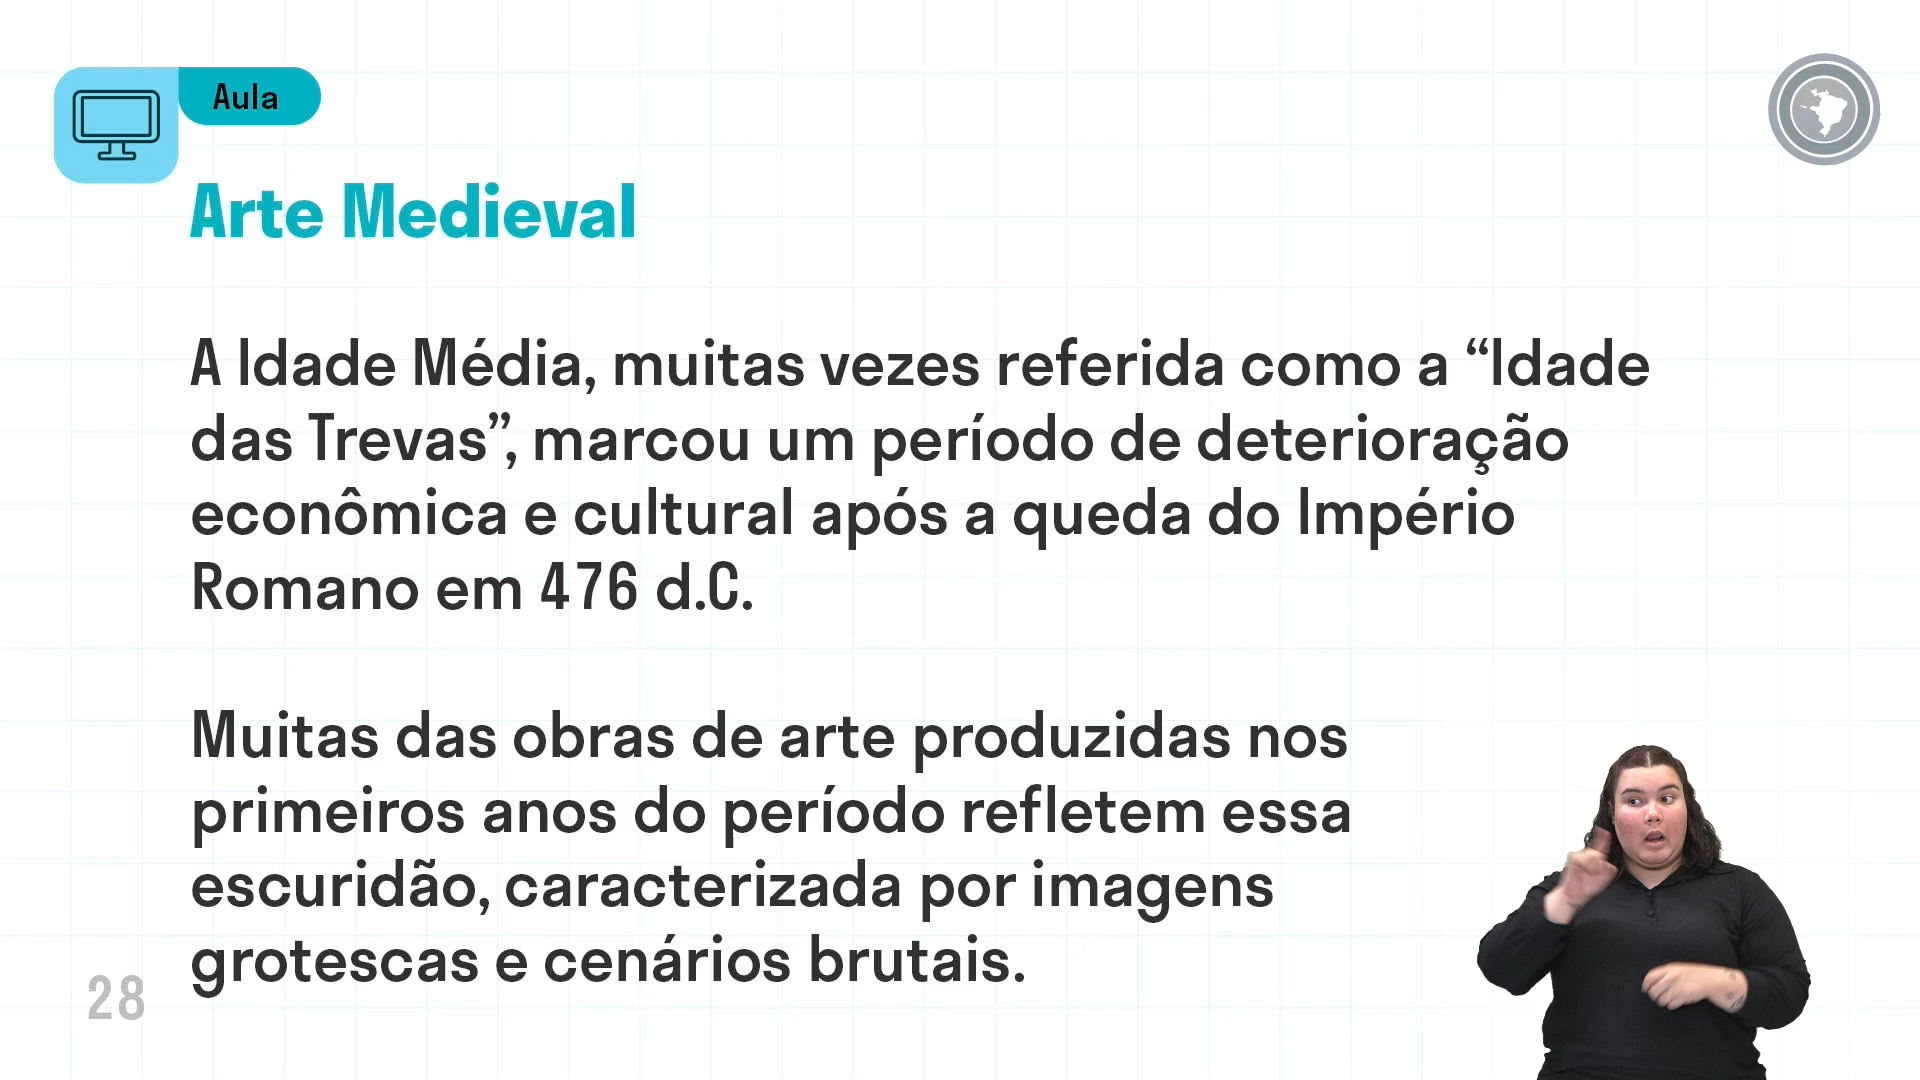 Aula
Arte Medieval
A Idade Média, muitas vezes referida como a “Idade
das Trevas”, marcou um período de deterioração
econômica e cultural após a queda do Império
Romano em 476 d.C.
Muitas das obras de arte produzidas nos
primeiros anos do período refletem essa
escuridão, caracterizada por imagens
grotescas e cenários brutais.
28